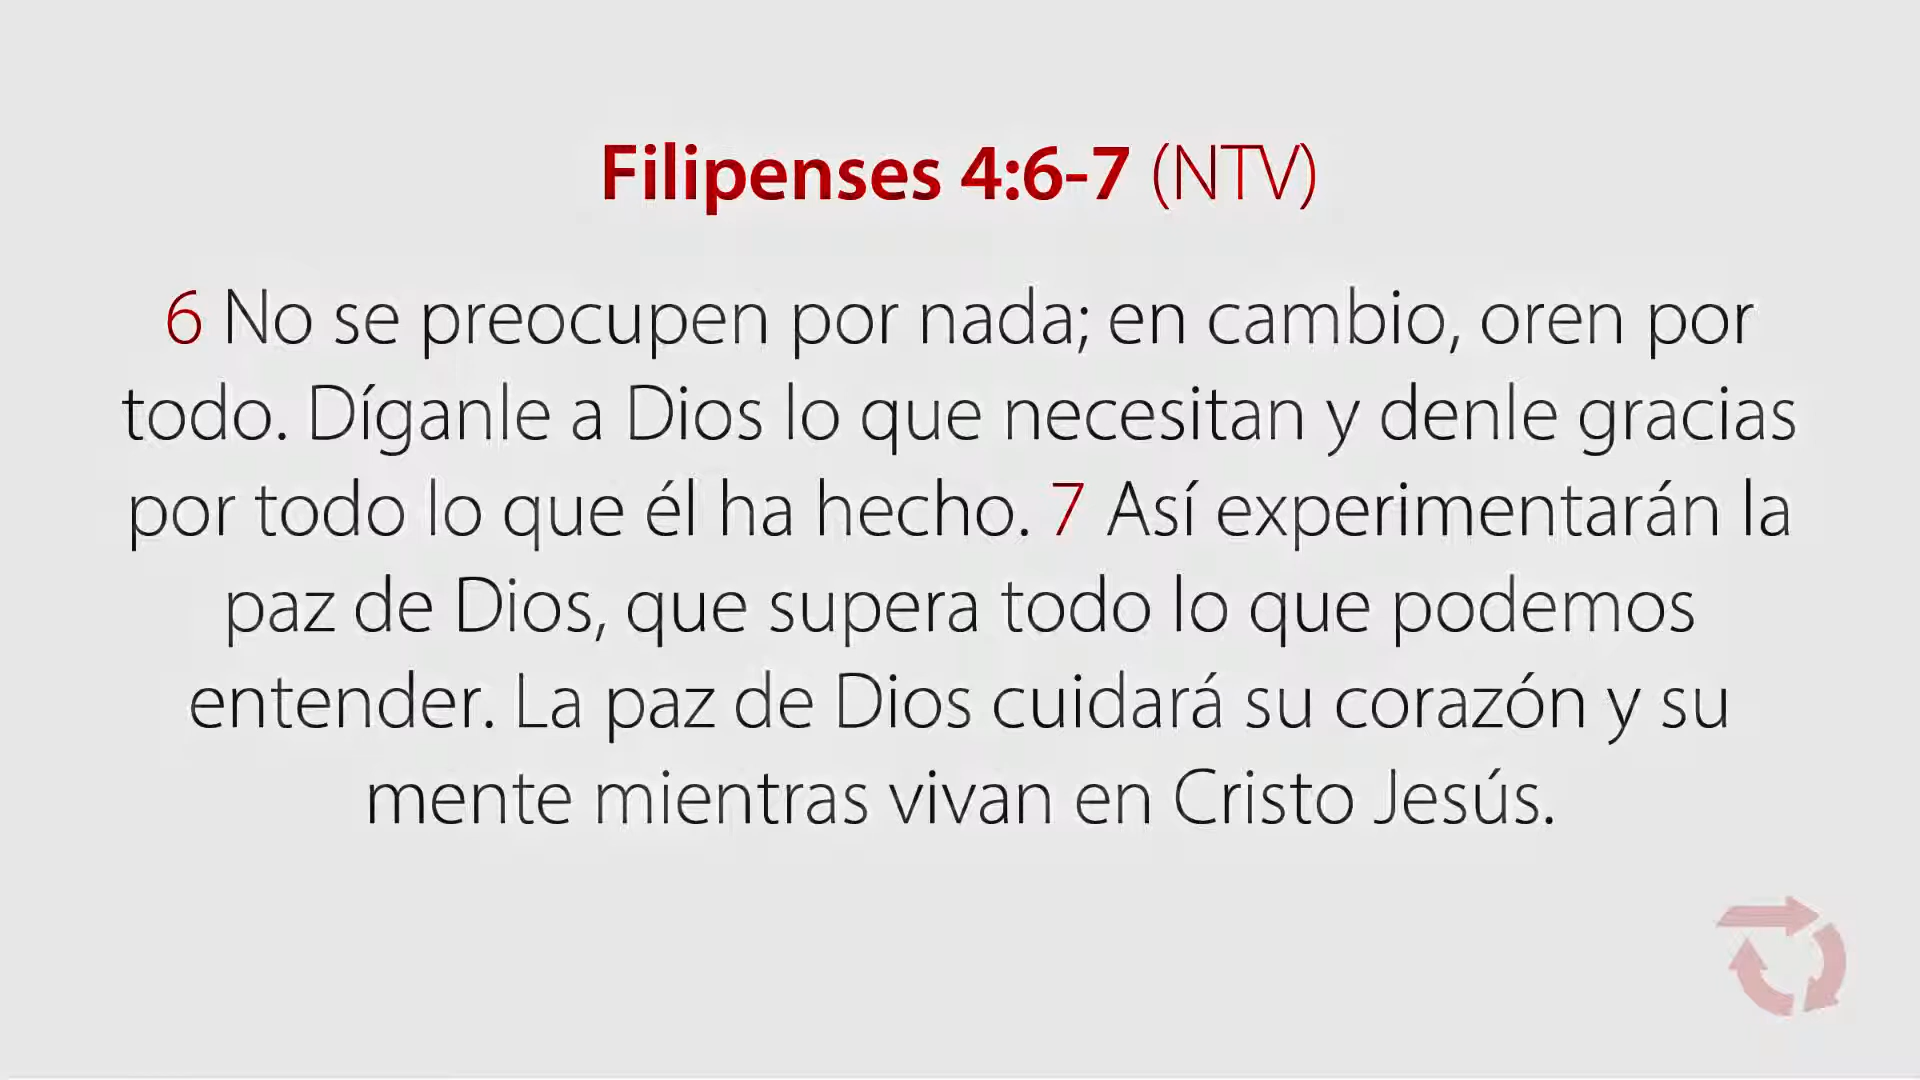 Filipenses 4:6-7 (NTV)
6 No se preocupen por nada; en cambio, oren por
todo. Díganle a Dios lo que necesitan y denle gracias
por todo lo que él ha hecho. 7 Así experimentarán la
paz de Dios, que supera todo lo que podemos
entender. La paz de Dios cuidará su corazón y su
mente mientras vivan en Cristo Jesús.